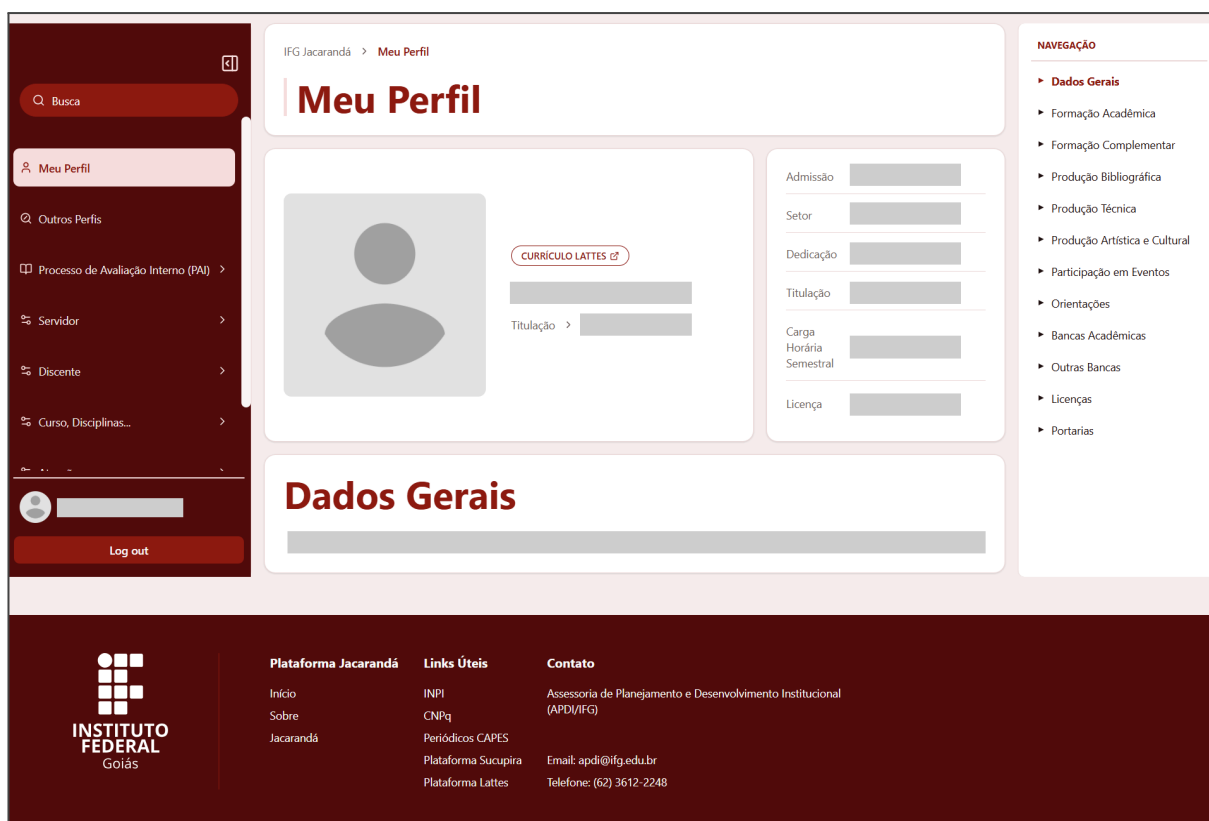 Busca
Meu Perfil
Outros Perfis
Processo de Avaliação Interno (PAI)
Servidor
Discente
Curso, Disciplinas...
Log out
IFG Jacarandá > Meu Perfil
Meu Perfil
CURRÍCULO LATTES
Titulação >
Admissão
Setor
Dedicação
Titulação
Carga
Horária
Semestral
Licença
Dados Gerais
NAVEGAÇÃO
Dados Gerais
Formação Acadêmica
Formação Complementar
Produção Bibliográfica
Produção Técnica
Produção Artística e Cultural
Participação em Eventos
Orientações
Bancas Acadêmicas
Outras Bancas
Licenças
Portarias
INSTITUTO
FEDERAL
Goiás
Plataforma Jacarandá
Início
Sobre
Jacarandá
Links Úteis
INPI
CNPq
Periódicos CAPES
Plataforma Sucupira
Plataforma Lattes
Contato
Assessoria de Planejamento e Desenvolvimento Institucional
(APDI/IFG)
Email: apdi@ifg.edu.br
Telefone: (62) 3612-2248